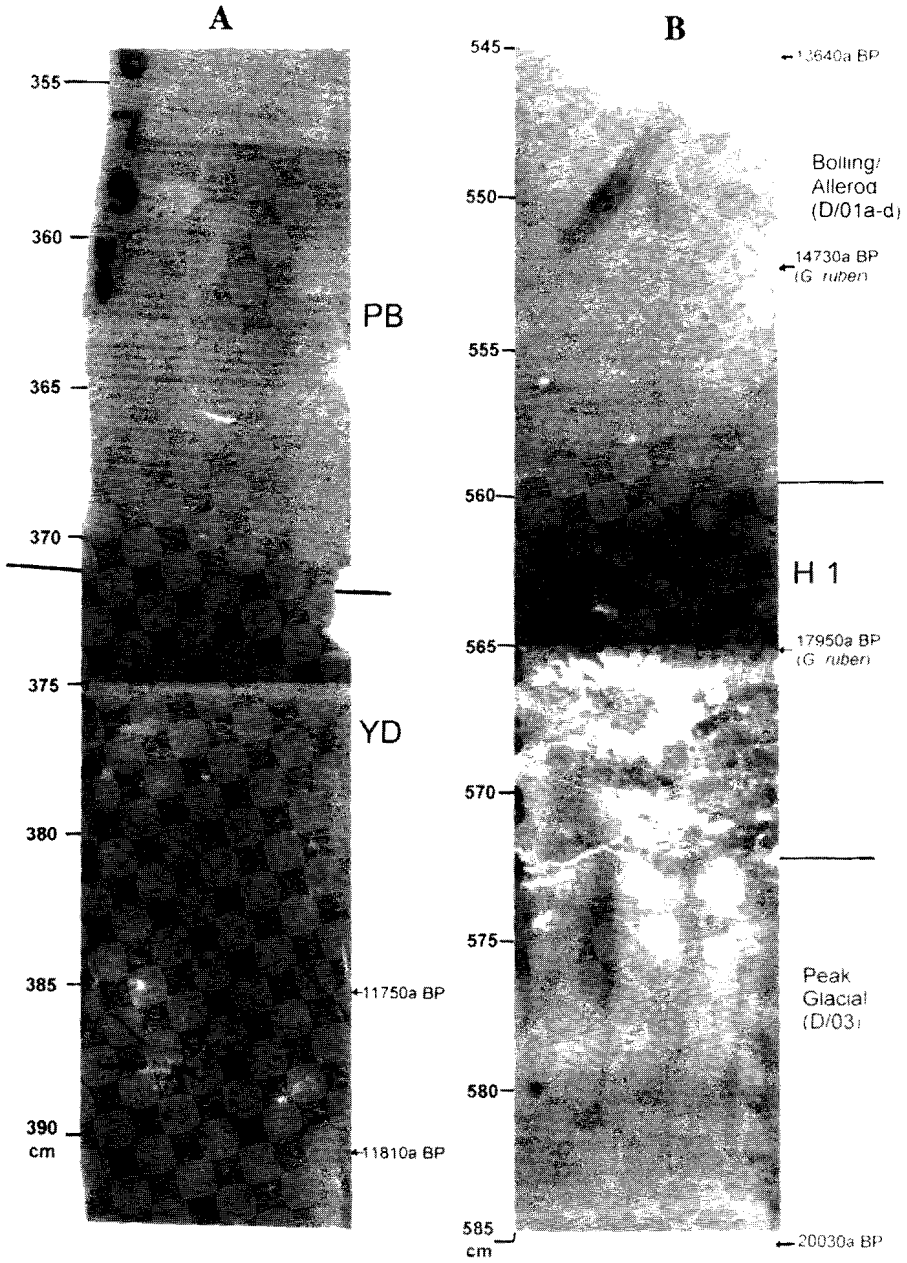 A
355
360
365
370
375
380
385
390
cm
PB
YD
11750a BP
11810a BP
B
545
550
555
560
565
570
575
580
585
cm
13640a BP
Bolling/
Allerod
(D/01a-d)
14730a BP
(G. ruber)
H 1
17950a BP
(G. ruber)
Peak
Glacial
(D/03)
20030a BP